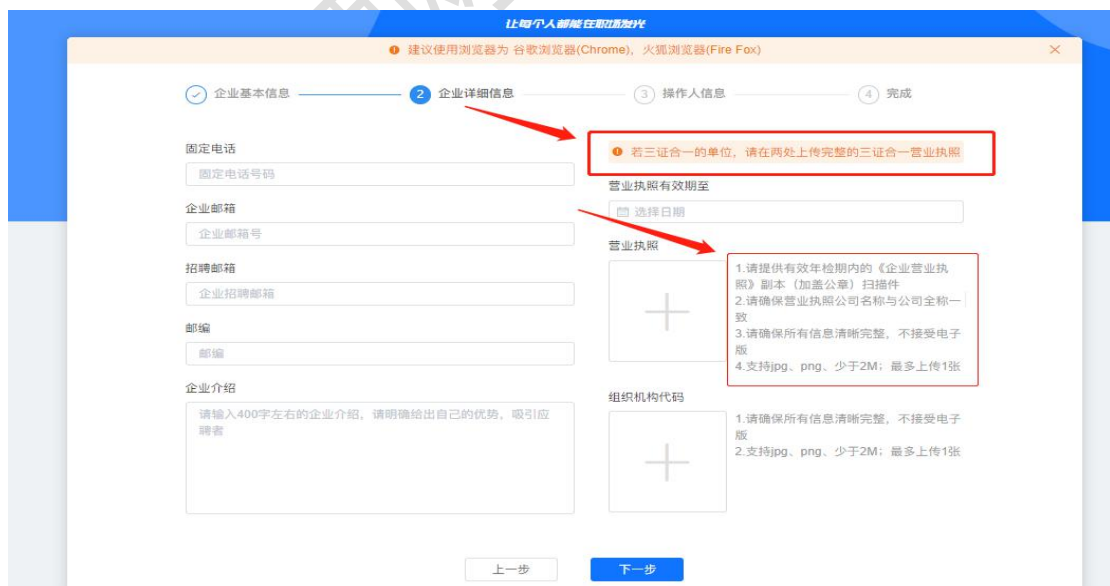 让每个人都能在职场发光
建议使用浏览器为 谷歌浏览器(Chrome)，火狐浏览器(Fire Fox)
企业基本信息
2 企业详细信息
3 操作人信息
4 完成
固定电话
固定电话号码
企业邮箱
企业邮箱号
招聘邮箱
企业招聘邮箱
邮编
邮编
企业介绍
请输入400字左右的企业介绍，请明确给出自己的优势，吸引应
聘者
若三证合一的单位，请在两处上传完整的三证合一营业执照
营业执照有效期至
选择日期
营业执照
1.请提供有效年检期内的《企业营业执
照》副本（加盖公章）扫描件
2.请确保营业执照公司名称与公司全称一
致
3.请确保所有信息清晰完整，不接受电子
版
4.支持jpg、png、少于2M；最多上传1张
组织机构代码
1.请确保所有信息清晰完整，不接受电子
版
2.支持jpg、png、少于2M；最多上传1张
上一步
下一步